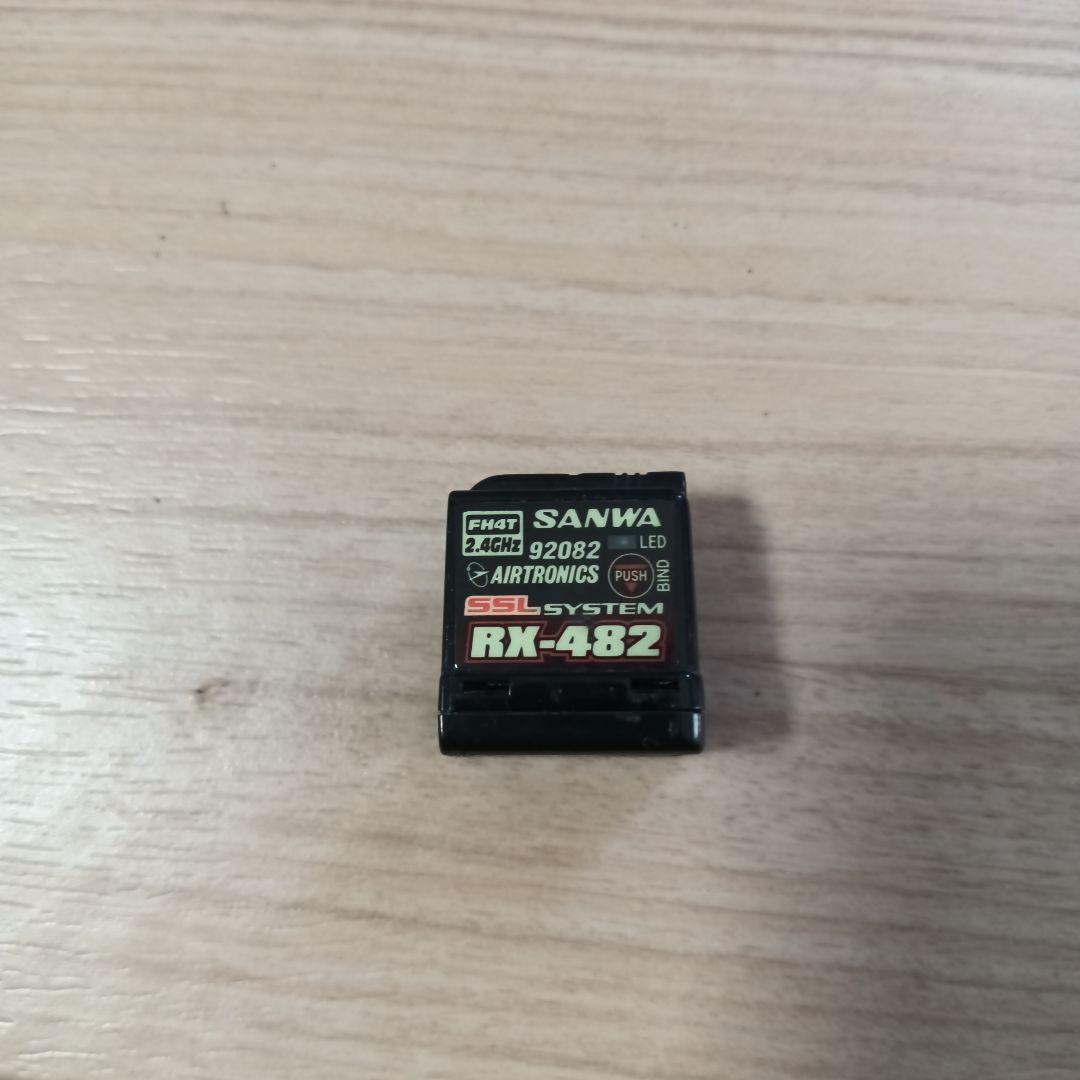 FH4T SANWA
2.4GHz 92082 LED
AIRTRONICS PUSH BIND
SSL SYSTEM
RX-482